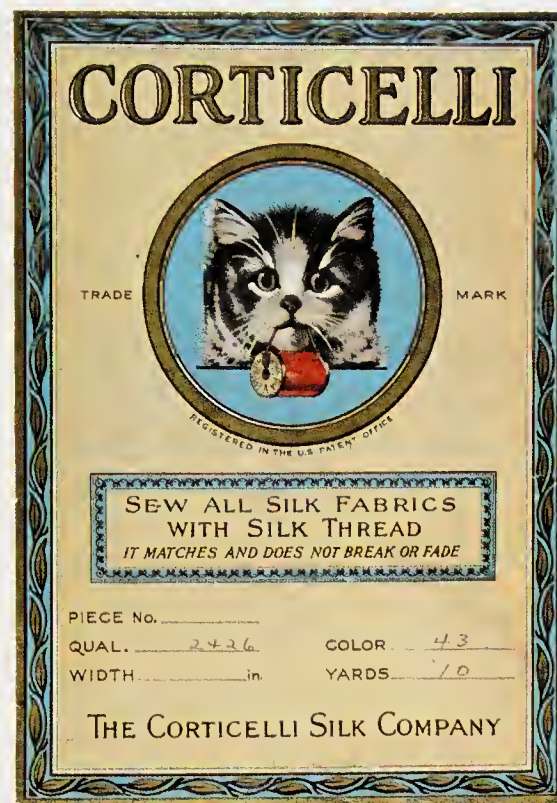 CORTICELLI
TRADE MARK
REGISTERED IN THE U.S. PATENT OFFICE
SEW ALL SILK FABRICS
WITH SILK THREAD
IT MATCHES AND DOES NOT BREAK OR FADE
PIECE No.
QUAL. 2426 COLOR 43
WIDTH in. YARDS 10
THE CORTICELLI SILK COMPANY